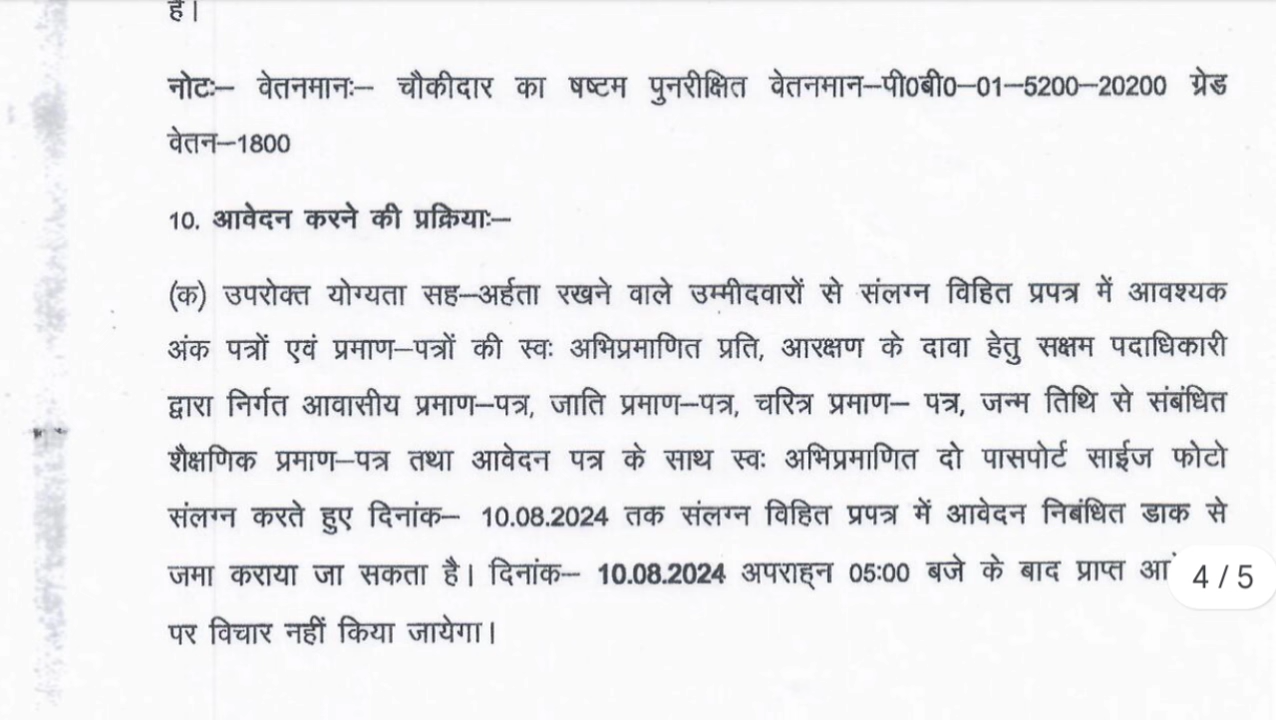 है।
नोटः– वेतनमानः– चौकीदार का षष्टम पुनरीक्षित वेतनमान–पी0बी0–01–5200–20200 ग्रेड
वेतन–1800
10. आवेदन करने की प्रक्रियाः–
(क) उपरोक्त योग्यता सह–अर्हता रखने वाले उम्मीदवारों से संलग्न विहित प्रपत्र में आवश्यक
अंक पत्रों एवं प्रमाण–पत्रों की स्वः अभिप्रमाणित प्रति, आरक्षण के दावा हेतु सक्षम पदाधिकारी
द्वारा निर्गत आवासीय प्रमाण–पत्र, जाति प्रमाण–पत्र, चरित्र प्रमाण– पत्र, जन्म तिथि से संबंधित
शैक्षणिक प्रमाण–पत्र तथा आवेदन पत्र के साथ स्वः अभिप्रमाणित दो पासपोर्ट साईज फोटो
संलग्न करते हुए दिनांक– 10.08.2024 तक संलग्न विहित प्रपत्र में आवेदन निबंधित डाक से
जमा कराया जा सकता है। दिनांक– 10.08.2024 अपराह्न 05:00 बजे के बाद प्राप्त
4 / 5
पर विचार नहीं किया जायेगा।